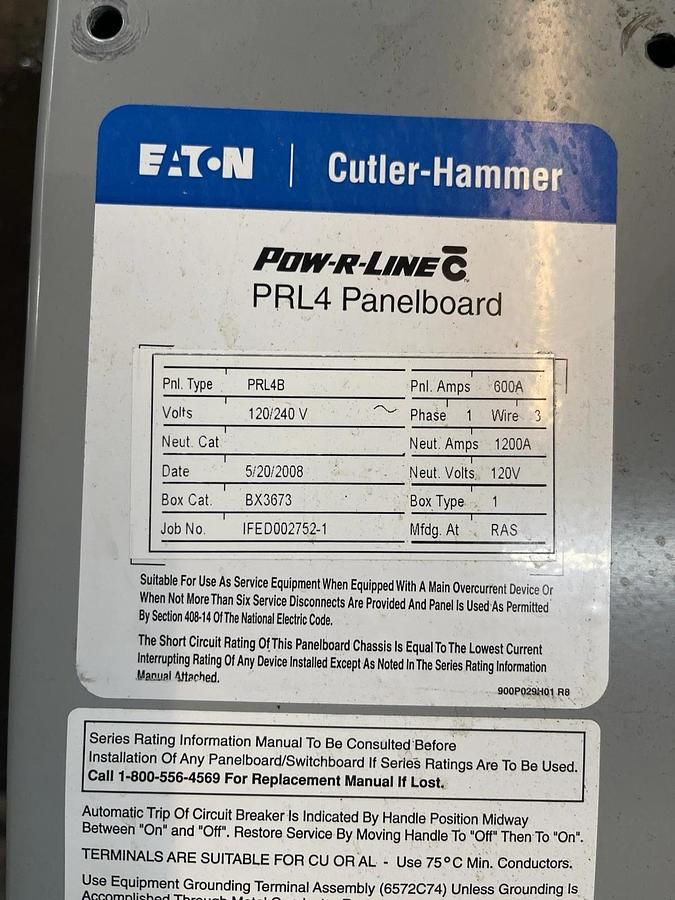 EATON | Cutler-Hammer
POW-R-LINE C
PRL4 Panelboard
Pnl. Type PRL4B Pnl. Amps 600A
Volts 120/240 V ~ Phase 1 Wire 3
Neut. Cat Neut. Amps 1200A
Date 5/20/2008 Neut. Volts 120V
Box Cat. BX3673 Box Type 1
Job No. IFED002752-1 Mfdg. At RAS
Suitable For Use As Service Equipment When Equipped With A Main Overcurrent Device Or
When Not More Than Six Service Disconnects Are Provided And Panel Is Used As Permitted
By Section 408-14 Of The National Electric Code.
The Short Circuit Rating Of This Panelboard Chassis Is Equal To The Lowest Current
Interrupting Rating Of Any Device Installed Except As Noted In The Series Rating Information
Manual Attached.
900P029H01 R8
Series Rating Information Manual To Be Consulted Before
Installation Of Any Panelboard/Switchboard If Series Ratings Are To Be Used.
Call 1-800-556-4569 For Replacement Manual If Lost.
Automatic Trip Of Circuit Breaker Is Indicated By Handle Position Midway
Between "On" and "Off". Restore Service By Moving Handle To "Off" Then To "On".
TERMINALS ARE SUITABLE FOR CU OR AL - Use 75°C Min. Conductors.
Use Equipment Grounding Terminal Assembly (6572C74) Unless Grounding Is
Accomplished Through Metal